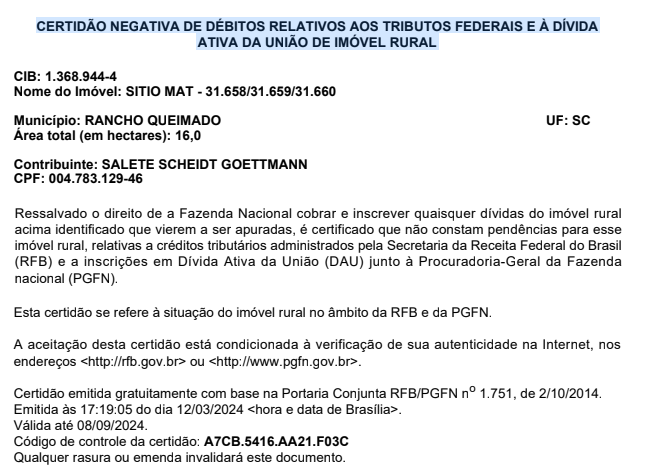 CERTIDÃO NEGATIVA DE DÉBITOS RELATIVOS AOS TRIBUTOS FEDERAIS E À DÍVIDA
ATIVA DA UNIÃO DE IMÓVEL RURAL
CIB: 1.368.944-4
Nome do Imóvel: SITIO MAT - 31.658/31.659/31.660
Município: RANCHO QUEIMADO UF: SC
Área total (em hectares): 16,0
Contribuinte: SALETE SCHEIDT GOETTMANN
CPF: 004.783.129-46
Ressalvado o direito de a Fazenda Nacional cobrar e inscrever quaisquer dívidas do imóvel rural
acima identificado que vierem a ser apuradas, é certificado que não constam pendências para esse
imóvel rural, relativas a créditos tributários administrados pela Secretaria da Receita Federal do Brasil
(RFB) e a inscrições em Dívida Ativa da União (DAU) junto à Procuradoria-Geral da Fazenda
nacional (PGFN).
Esta certidão se refere à situação do imóvel rural no âmbito da RFB e da PGFN.
A aceitação desta certidão está condicionada à verificação de sua autenticidade na Internet, nos
endereços <http://rfb.gov.br> ou <http://www.pgfn.gov.br>.
Certidão emitida gratuitamente com base na Portaria Conjunta RFB/PGFN nº 1.751, de 2/10/2014.
Emitida às 17:19:05 do dia 12/03/2024 <hora e data de Brasília>.
Válida até 08/09/2024.
Código de controle da certidão: A7CB.5416.AA21.F03C
Qualquer rasura ou emenda invalidará este documento.